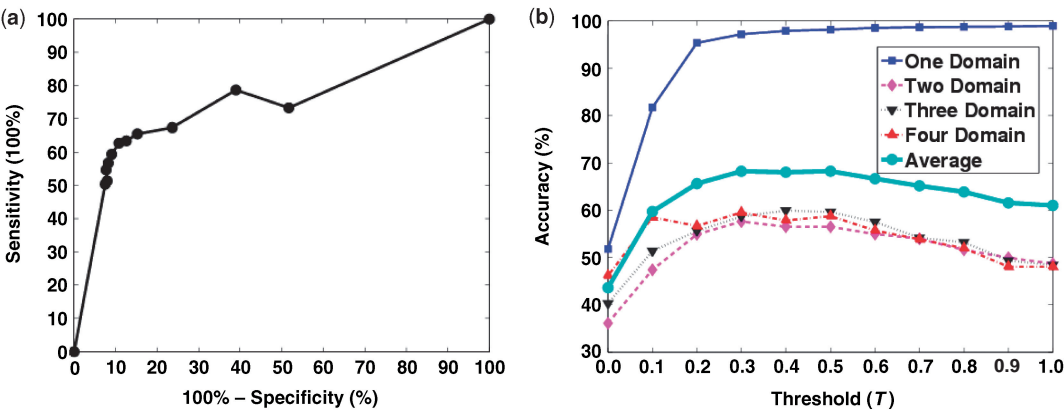 (a)
100
90
80
70
60
50
40
30
20
10
0
Sensitivity (100%)
0 10 20 30 40 50 60 70 80 90 100
100% – Specificity (%)
(b)
100
90
80
70
60
50
40
30
Accuracy (%)
One Domain
Two Domain
Three Domain
Four Domain
Average
0.0 0.1 0.2 0.3 0.4 0.5 0.6 0.7 0.8 0.9 1.0
Threshold (T)